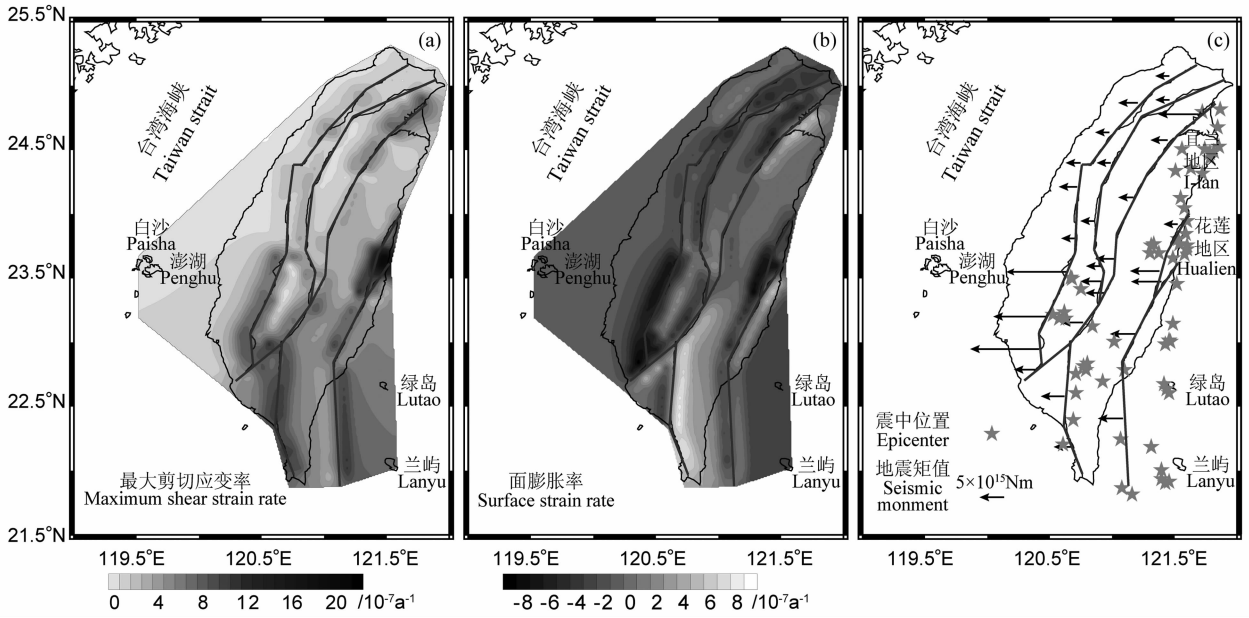 25.5°N
24.5°N
23.5°N
22.5°N
21.5°N
(a)
台湾海峡
Taiwan strait
白沙
Paisha
澎湖
Penghu
绿岛
Lutao
兰屿
Lanyu
最大剪切应变率
Maximum shear strain rate
119.5°E 120.5°E 121.5°E
0 4 8 12 16 20 /10⁻⁷a⁻¹
(b)
台湾海峡
Taiwan strait
白沙
Paisha
澎湖
Penghu
绿岛
Lutao
兰屿
Lanyu
面膨胀率
Surface strain rate
119.5°E 120.5°E 121.5°E
-8 -6 -4 -2 0 2 4 6 8 /10⁻⁷a⁻¹
(c)
台湾海峡
Taiwan strait
宜兰
地区
I-lan
白沙
Paisha
花莲
地区
Hualien
澎湖
Penghu
绿岛
Lutao
震中位置
Epicenter
兰屿
Lanyu
地震矩值
Seismic
monment
5×10¹⁵Nm
119.5°E 120.5°E 121.5°E